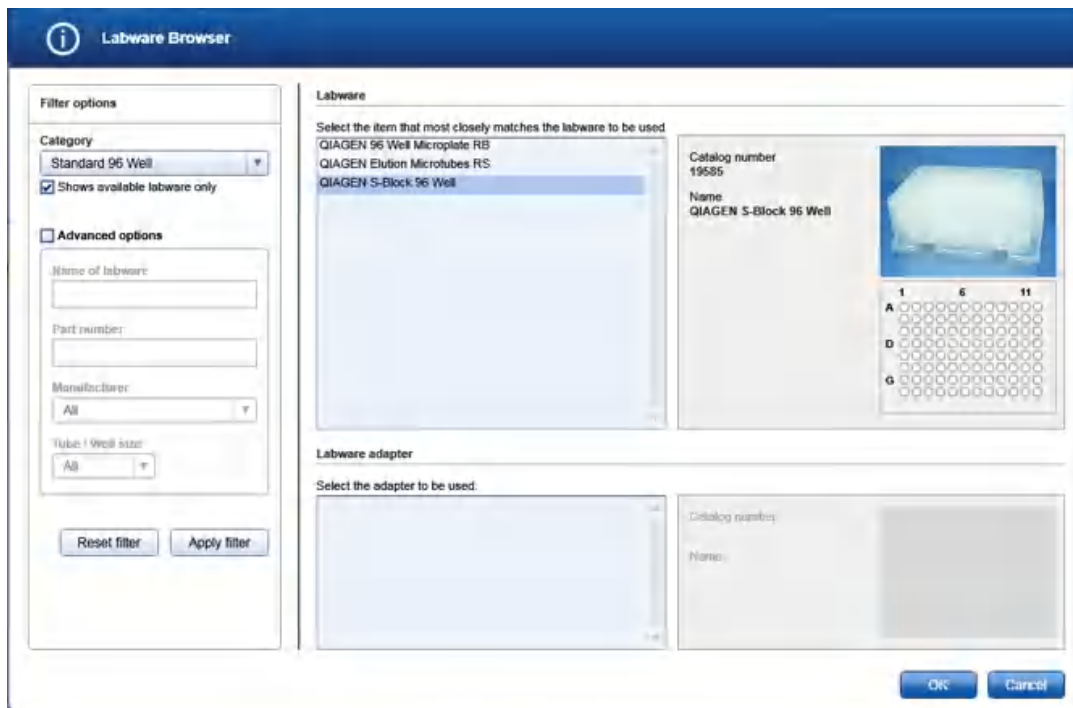 Labware Browser
Filter options
Category
Standard 96 Well
Shows available labware only
Advanced options
Name of labware
Part number
Manufacturer
All
Tube / Well size
All
Reset filter
Apply filter
Labware
Select the item that most closely matches the labware to be used
QIAGEN 96 Well Microplate RB
QIAGEN Elution Microtubes RS
QIAGEN S-Block 96 Well
Catalog number
19585
Name
QIAGEN S-Block 96 Well
1 6 11
A
D
G
Labware adapter
Select the adapter to be used:
Catalog number
Name
OK
Cancel